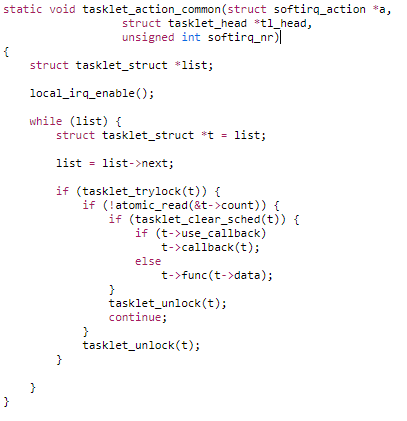 static void tasklet_action_common(struct softirq_action *a,
                  struct tasklet_head *tl_head,
                  unsigned int softirq_nr)
{
    struct tasklet_struct *list;

    local_irq_enable();

    while (list) {
        struct tasklet_struct *t = list;

        list = list->next;

        if (tasklet_trylock(t)) {
            if (!atomic_read(&t->count)) {
                if (tasklet_clear_sched(t)) {
                    if (t->use_callback)
                        t->callback(t);
                    else
                        t->func(t->data);
                }
                tasklet_unlock(t);
                continue;
            }
            tasklet_unlock(t);
        }

    }
}